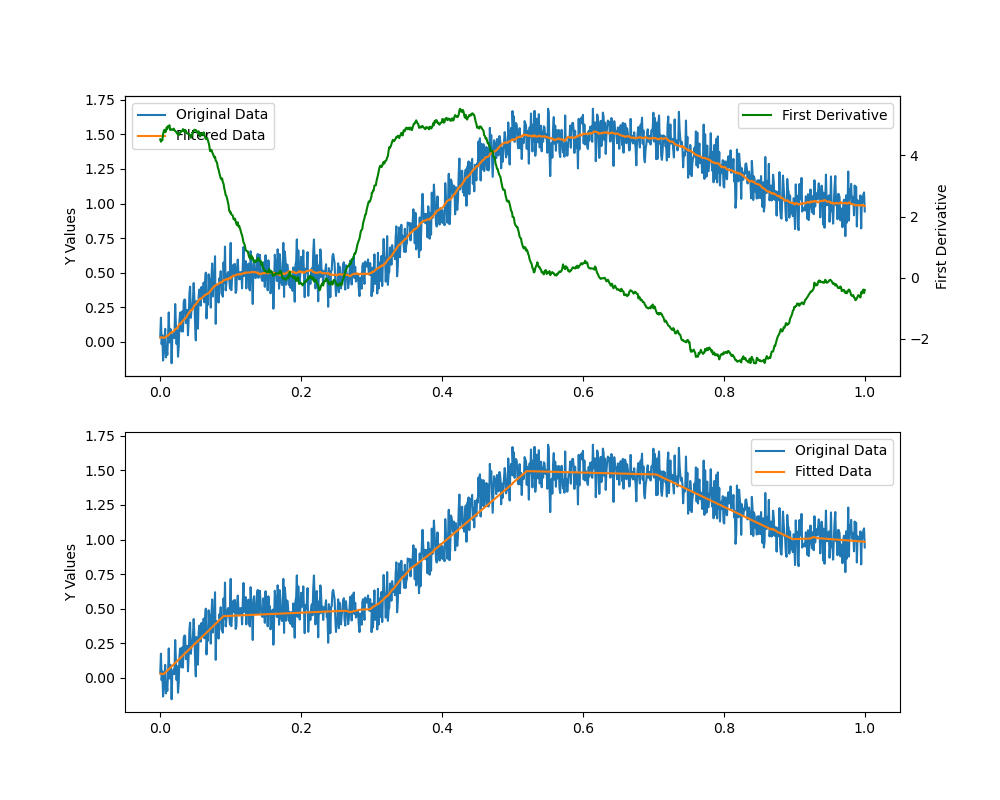 1.75
1.50
1.25
1.00
0.75
0.50
0.25
0.00
Y Values
Original Data
Filtered Data
First Derivative
4
2
0
−2
First Derivative
0.0 0.2 0.4 0.6 0.8 1.0
1.75
1.50
1.25
1.00
0.75
0.50
0.25
0.00
Y Values
Original Data
Fitted Data
0.0 0.2 0.4 0.6 0.8 1.0